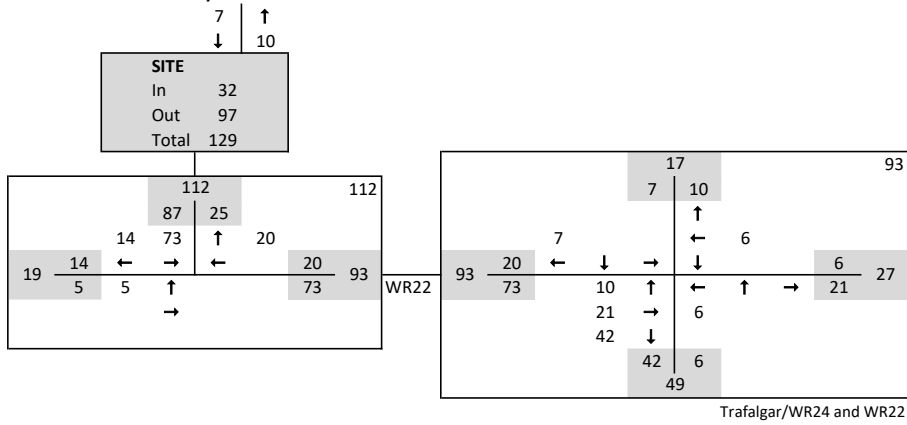 7 ↑
↓ 10
SITE
In 32
Out 97
Total 129
112 112
87 25
14 73 ↑ 20
19 14 ← → ← 20 93
5 5 ↑ 73
→
WR22
17 93
7 10
↑
7 ← 6
93 20 ← ↓ → ↓ 6 27
73 10 ↑ ← ↑ → 21
21 → 6
42 ↓
42 6
49
Trafalgar/WR24 and WR22